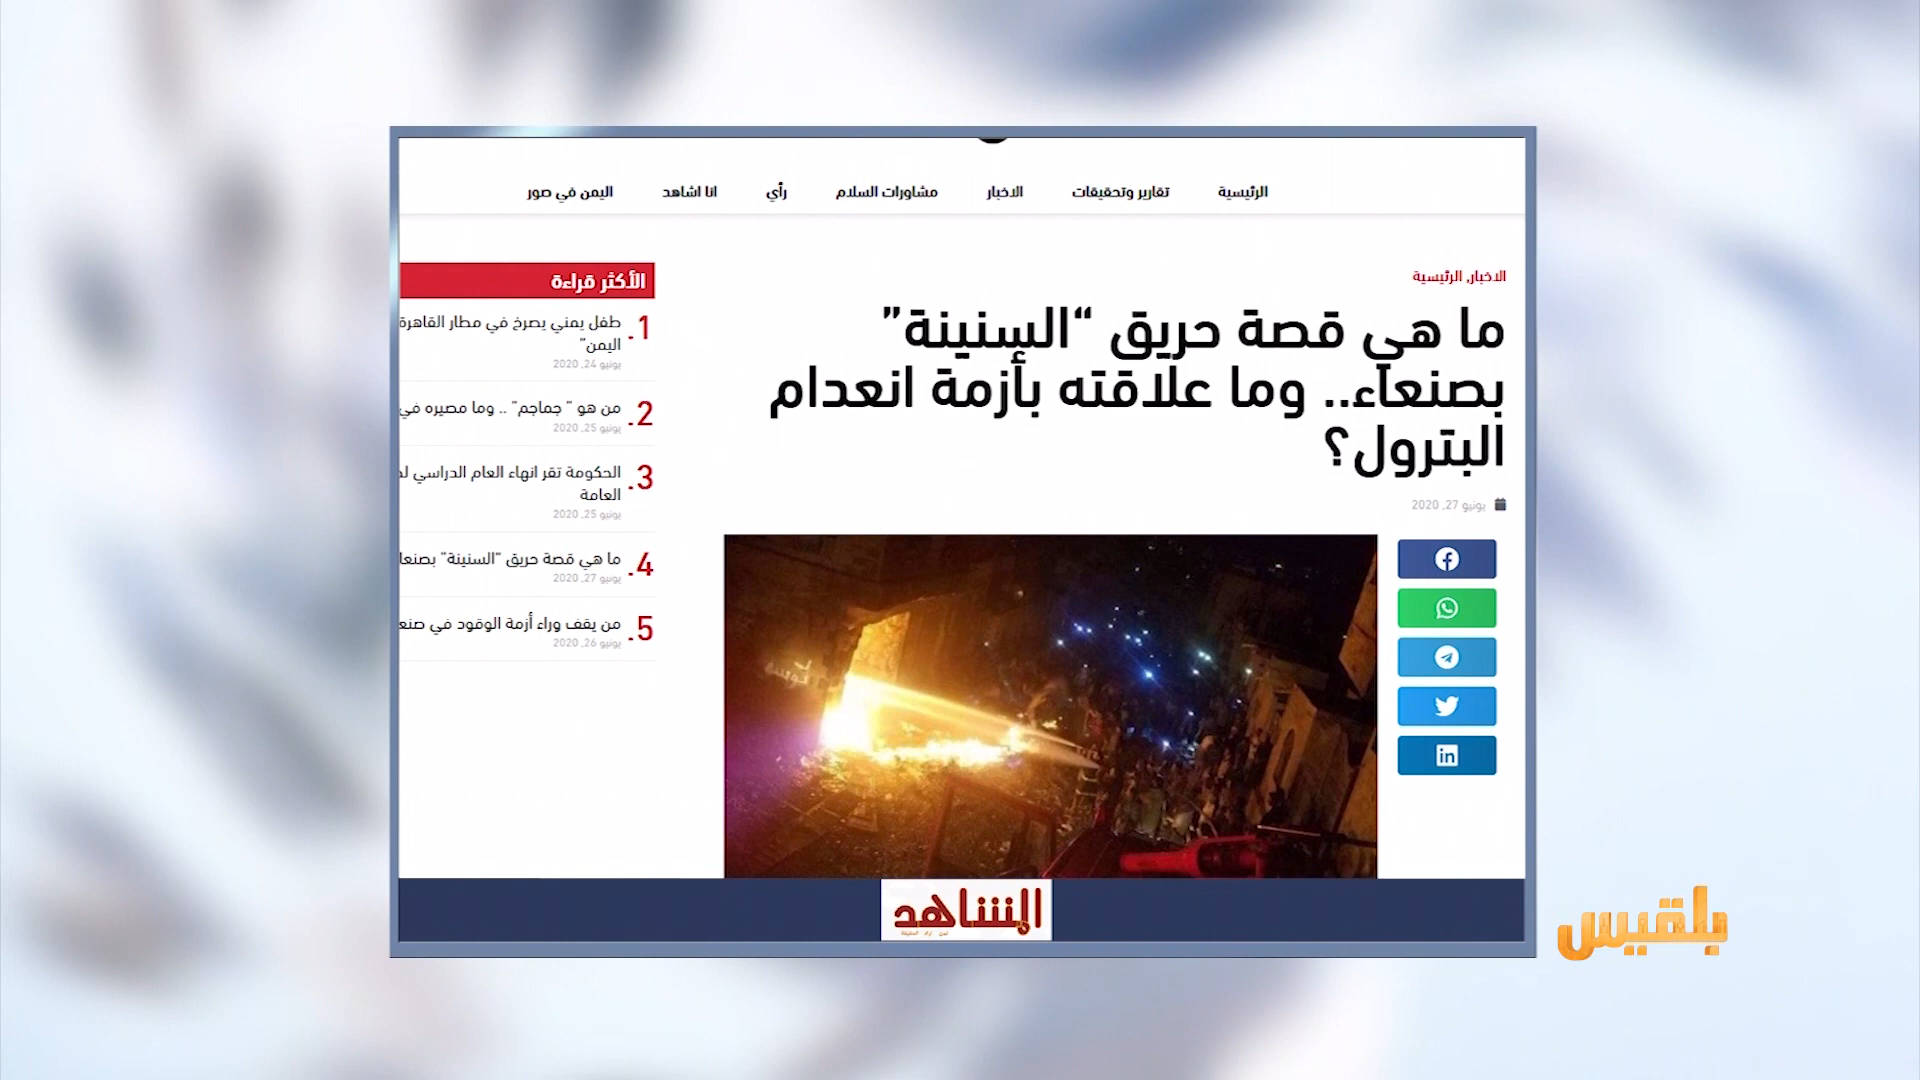 الرئيسية تقارير وتحقيقات الاخبار مشاورات السلام رأي انا اشاهد اليمن في صور
الاخبار, الرئيسية
ما هي قصة حريق “السنينة”
بصنعاء.. وما علاقته بأزمة انعدام
البترول؟
يونيو 27, 2020
الأكثر قراءة
1. طفل يمني يصرخ في مطار القاهرة
اليمن"
يونيو 24, 2020
2. من هو " جماجم" .. وما مصيره في
يونيو 25, 2020
3. الحكومة تقر انهاء العام الدراسي
العامة
يونيو 25, 2020
4. ما هي قصة حريق "السنينة" بصنعا
يونيو 27, 2020
5. من يقف وراء أزمة الوقود في صنع
يونيو 26, 2020
المشاهد
بلقيس